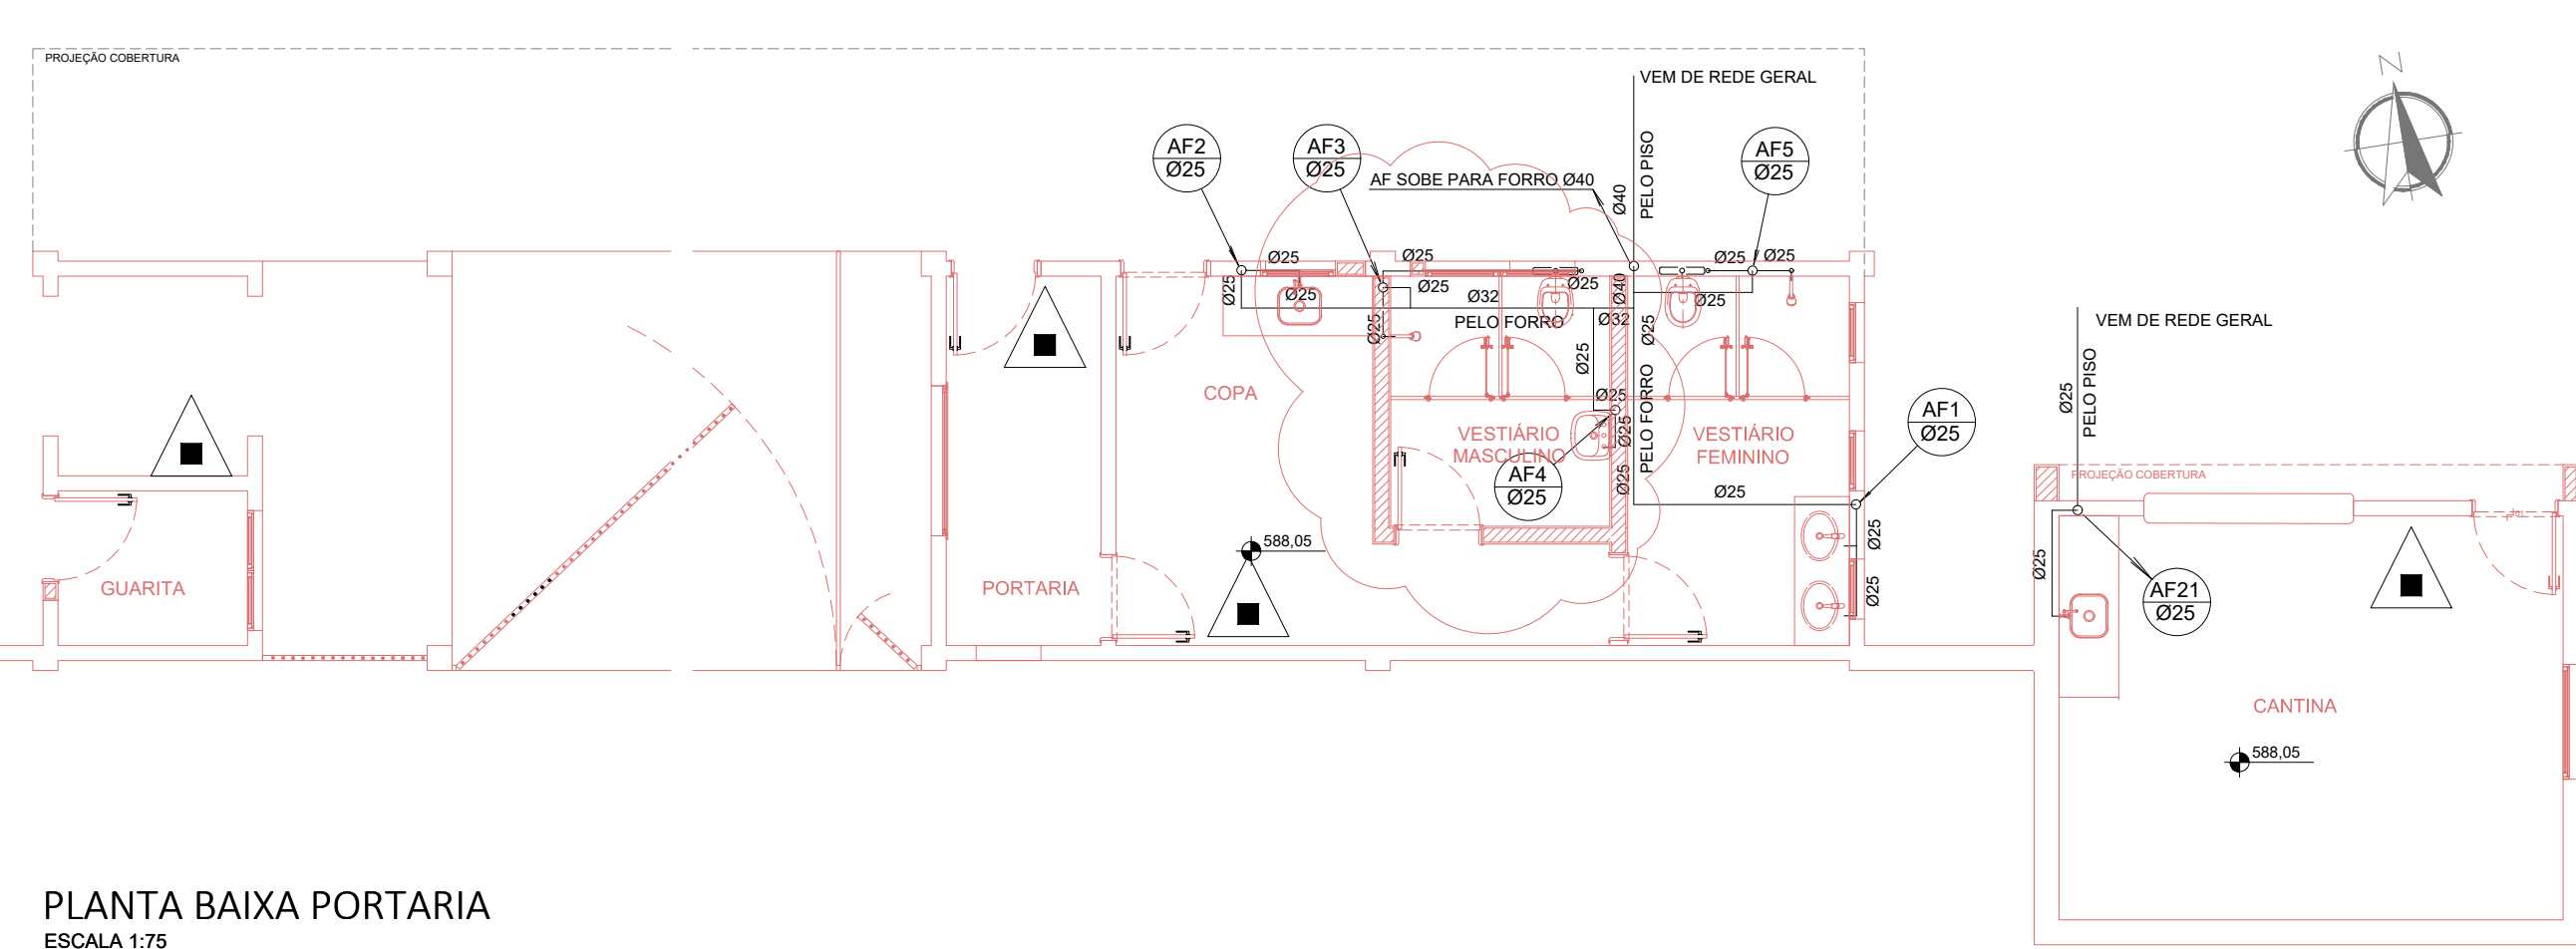 PROJEÇÃO COBERTURA
VEM DE REDE GERAL
N
AF2
Ø25
AF3
Ø25
AF SOBE PARA FORRO Ø40
Ø40
PELO PISO
AF5
Ø25
Ø25
Ø25
Ø25
Ø25
Ø25
Ø25
Ø25
Ø32
Ø25
Ø40
Ø25
PELO FORRO
Ø32
Ø25
Ø25
Ø25
VEM DE REDE GERAL
Ø25
PELO PISO
COPA
Ø25
PELO FORRO
AF1
Ø25
VESTIÁRIO
MASCULINO
Ø25
VESTIÁRIO
FEMININO
AF4
Ø25
Ø25
Ø25
PROJEÇÃO COBERTURA
588,05
Ø25
Ø25
Ø25
GUARITA
PORTARIA
AF21
Ø25
CANTINA
588,05
PLANTA BAIXA PORTARIA
ESCALA 1:75